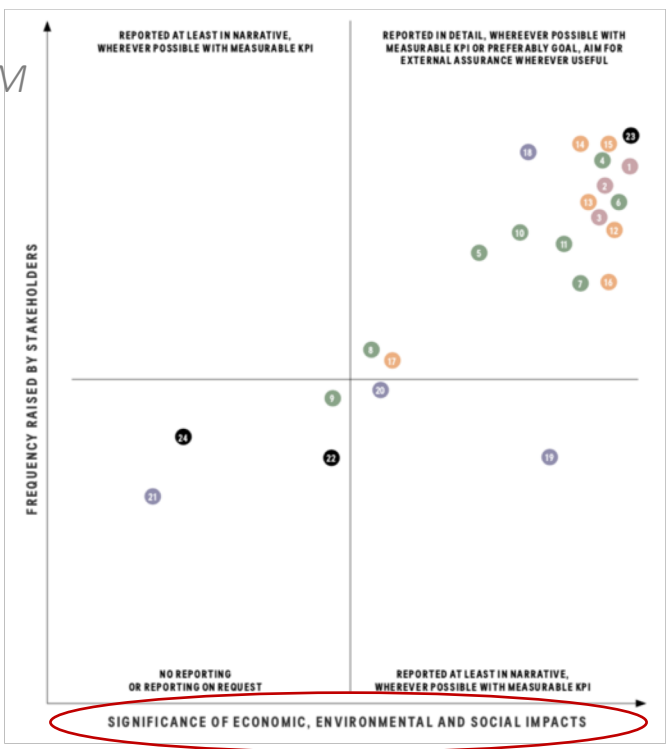 REPORTED AT LEAST IN NARRATIVE,
WHEREVER POSSIBLE WITH MEASURABLE KPI
REPORTED IN DETAIL, WHEREEVER POSSIBLE WITH
MEASURABLE KPI OR PREFERABLY GOAL, AIM FOR
EXTERNAL ASSURANCE WHEREVER USEFUL
M
23
14
15
18
4
1
2
13
6
3
12
10
11
5
7
16
8
17
20
9
24
22
19
21
FREQUENCY RAISED BY STAKEHOLDERS
NO REPORTING
OR REPORTING ON REQUEST
REPORTED AT LEAST IN NARRATIVE,
WHEREVER POSSIBLE WITH MEASURABLE KPI
SIGNIFICANCE OF ECONOMIC, ENVIRONMENTAL AND SOCIAL IMPACTS